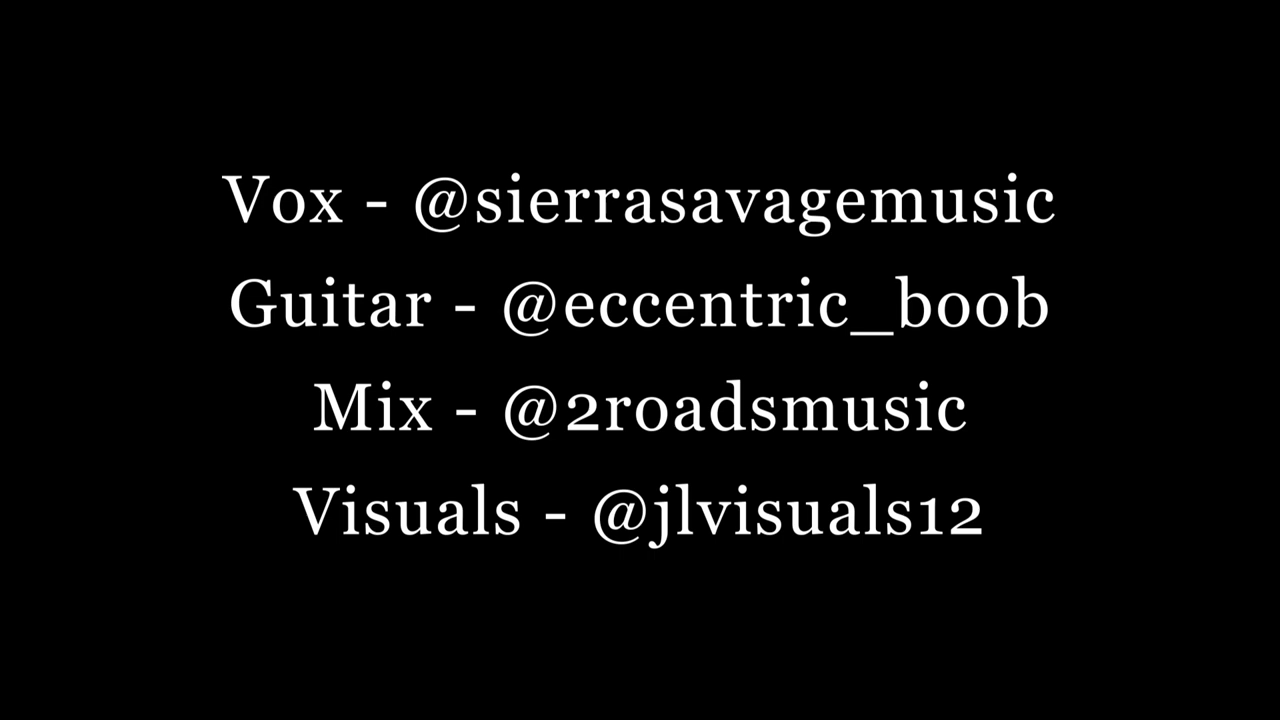 Vox - @sierrasavagemusic
Guitar - @eccentric_boob
Mix - @2roadsmusic
Visuals - @jlvisuals12